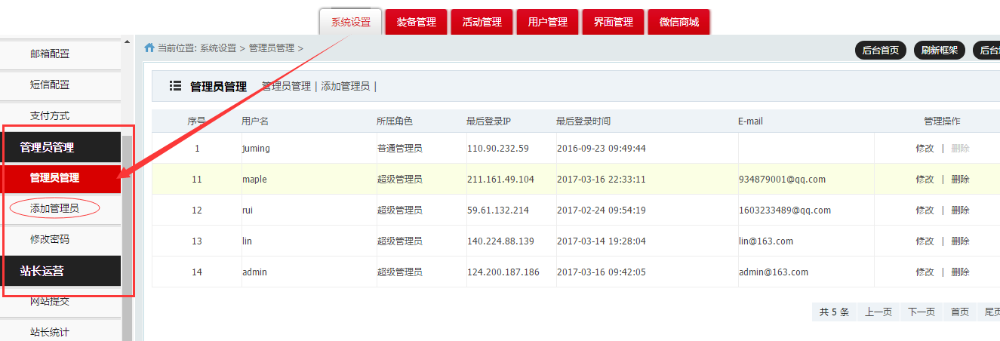 系统设置 装备管理 活动管理 用户管理 界面管理 微信商城
当前位置: 系统设置 > 管理员管理 >
后台首页 刷新框架
邮箱配置
短信配置
支付方式
管理员管理
管理员管理
添加管理员
修改密码
站长运营
网站提交
站长统计
管理员管理 管理员管理 | 添加管理员 |
序号 用户名 所属角色 最后登录IP 最后登录时间 E-mail 管理操作
1 juming 普通管理员 110.90.232.59 2016-09-23 09:49:44 修改 | 删除
11 maple 超级管理员 211.161.49.104 2017-03-16 22:33:11 934879001@qq.com 修改 | 删除
12 rui 超级管理员 59.61.132.214 2017-02-24 09:54:19 1603233489@qq.com 修改 | 删除
13 lin 超级管理员 140.224.88.139 2017-03-14 19:28:04 lin@163.com 修改 | 删除
14 admin 超级管理员 124.200.187.186 2017-03-16 09:42:05 admin@163.com 修改 | 删除
共 5 条 上一页 下一页 首页 尾页